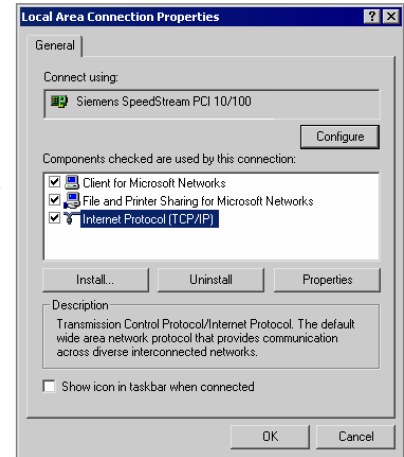 Local Area Connection Properties
General
Connect using:
Siemens SpeedStream PCI 10/100
Configure
Components checked are used by this connection:
Client for Microsoft Networks
File and Printer Sharing for Microsoft Networks
Internet Protocol (TCP/IP)
Install... Uninstall Properties
Description
Transmission Control Protocol/Internet Protocol. The default
wide area network protocol that provides communication
across diverse interconnected networks.
Show icon in taskbar when connected
OK Cancel